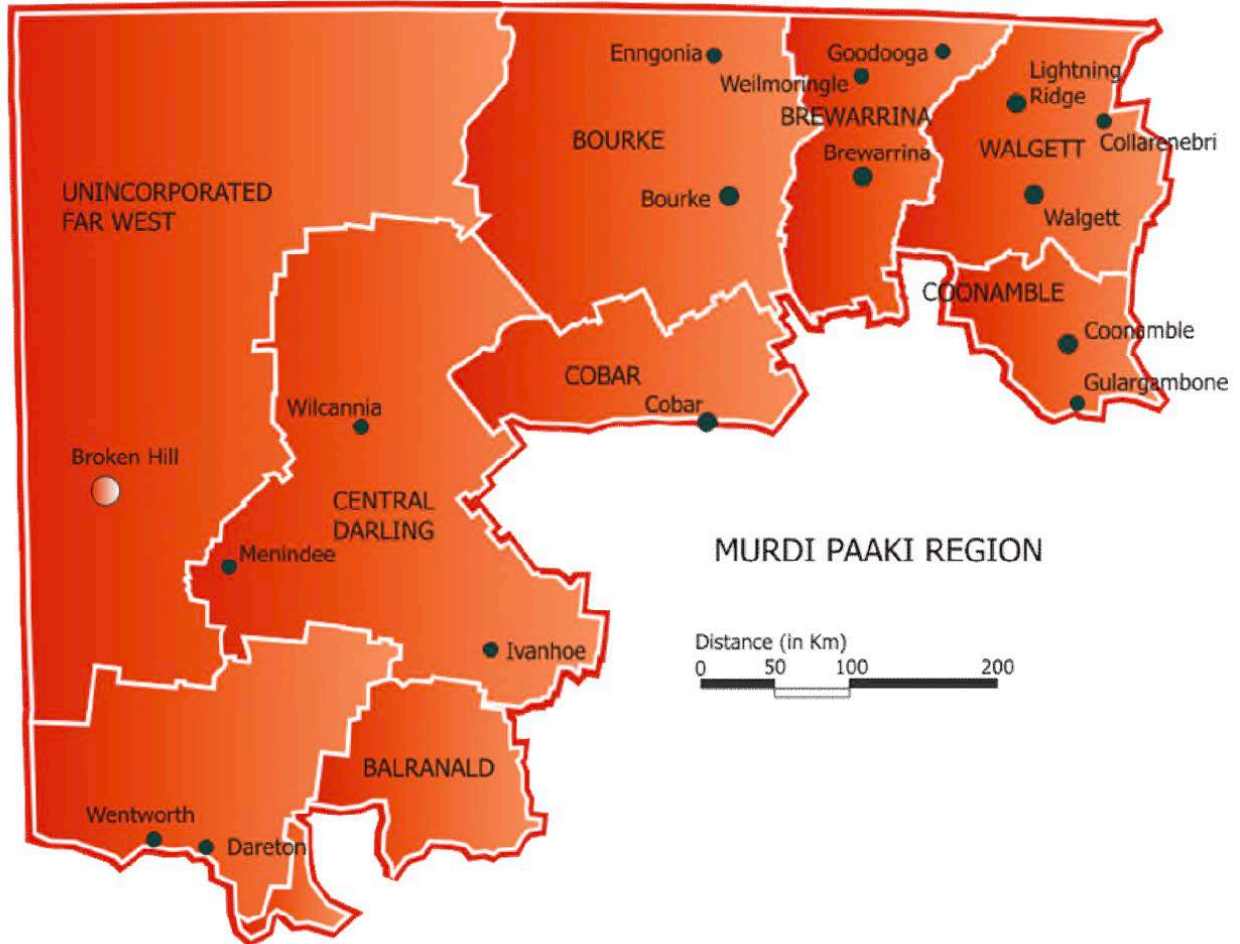 Enngonia
Goodooga
Weilmoringle
Lightning
Ridge
BREWARRINA
BOURKE
WALGETT
Collarenebri
Brewarrina
UNINCORPORATED
FAR WEST
Bourke
Walgett
COONAMBLE
Coonamble
COBAR
Gulargambone
Wilcannia
Cobar
Broken Hill
CENTRAL
DARLING
Menindee
MURDI PAAKI REGION
Ivanhoe
Distance (in Km)
0 50 100 200
BALRANALD
Wentworth
Dareton